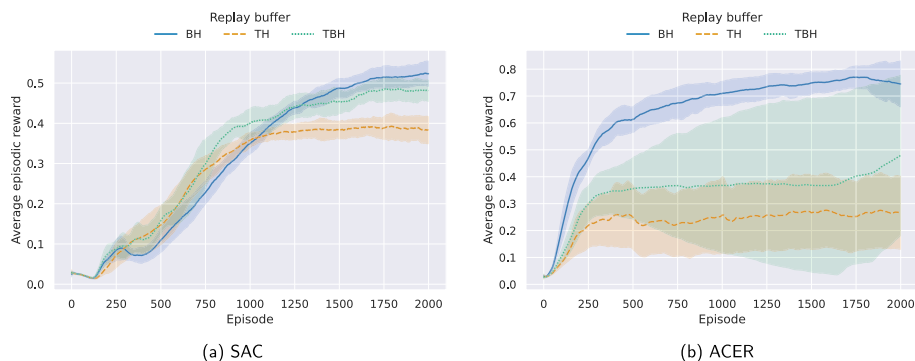 Replay buffer
BH TH TBH
Average episodic reward
0.5
0.4
0.3
0.2
0.1
0.0
0 250 500 750 1000 1250 1500 1750 2000
Episode
(a) SAC
Replay buffer
BH TH TBH
Average episodic reward
0.8
0.7
0.6
0.5
0.4
0.3
0.2
0.1
0.0
0 250 500 750 1000 1250 1500 1750 2000
Episode
(b) ACER